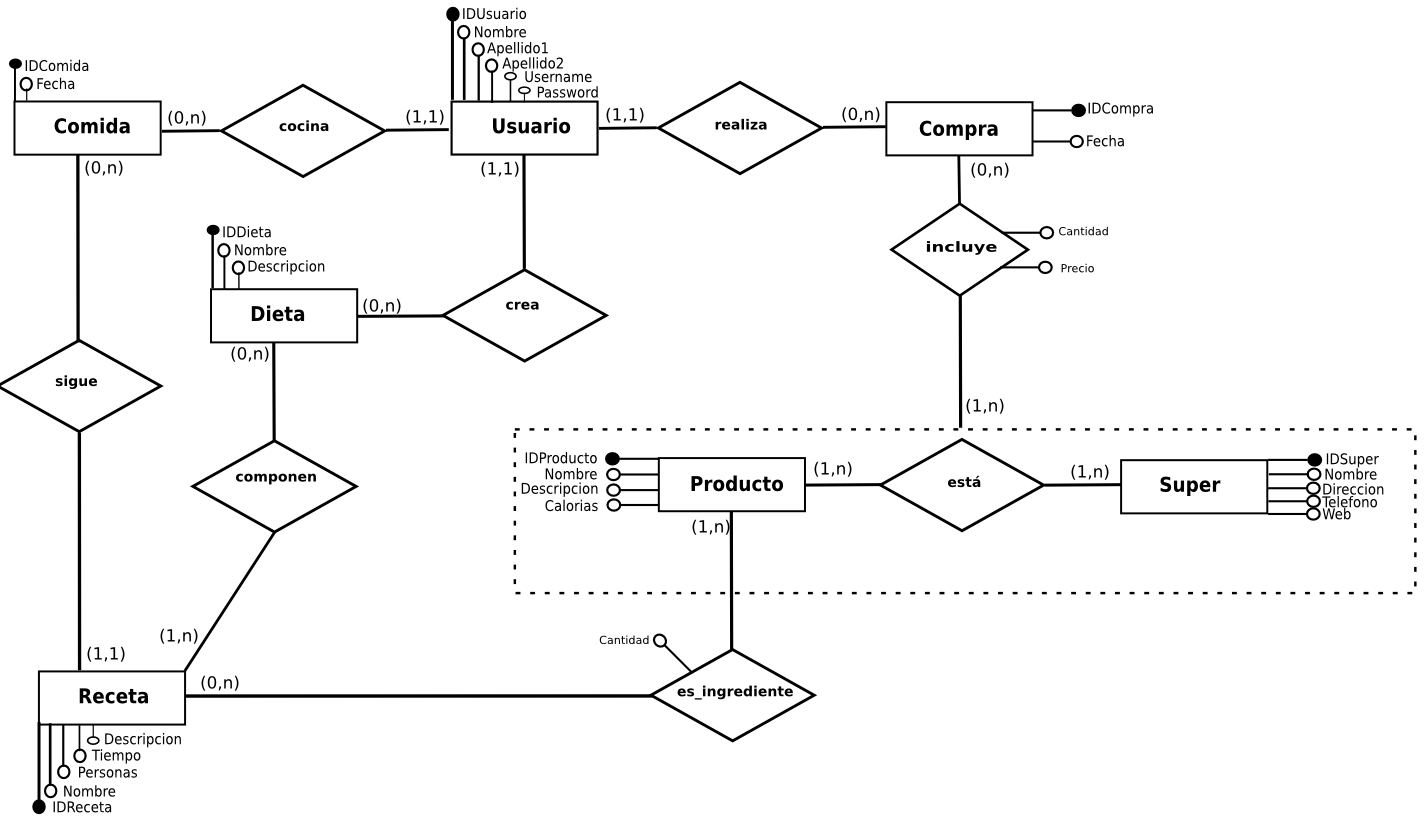 IDUsuario
Nombre
Apellido1
Apellido2
Username
Password
IDComida
Fecha
Comida
(0,n)
cocina
(1,1)
Usuario
(1,1)
realiza
(0,n)
Compra
IDCompra
Fecha
(0,n)
(1,1)
(0,n)
IDDieta
Nombre
Descripcion
incluye
Cantidad
Precio
Dieta
(0,n)
crea
(0,n)
sigue
(1,n)
componen
IDProducto
Nombre
Descripcion
Calorias
Producto
(1,n)
está
(1,n)
Super
IDSuper
Nombre
Direccion
Telefono
Web
(1,n)
(1,n)
(1,1)
Cantidad
Receta
(0,n)
es_ingrediente
Descripcion
Tiempo
Personas
Nombre
IDReceta